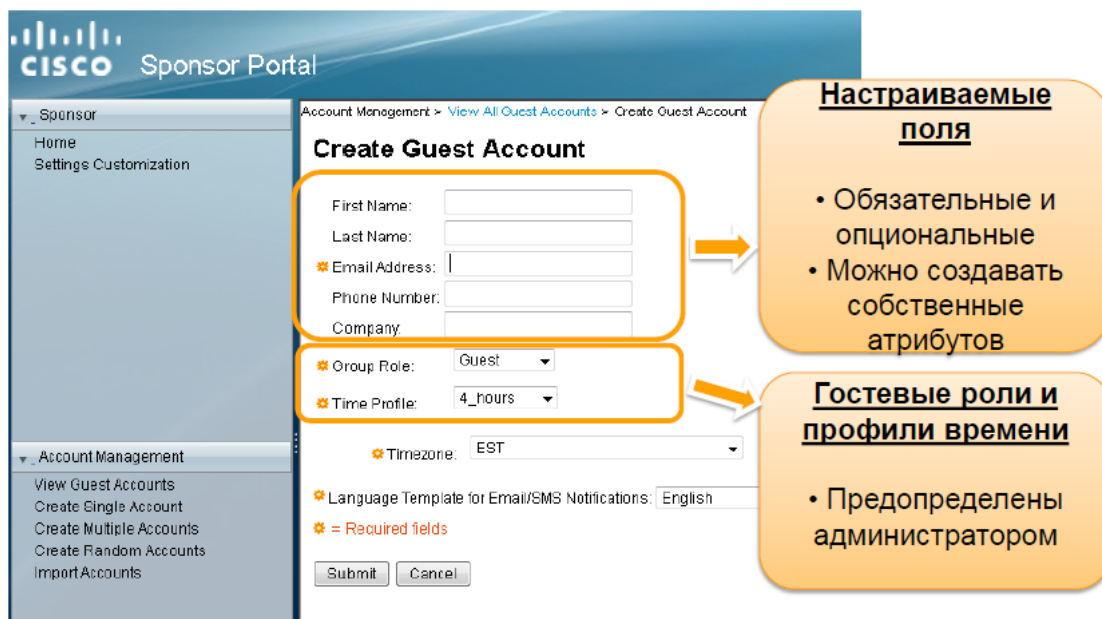 CISCO Sponsor Portal
Sponsor
Home
Settings Customization
Account Management
View Guest Accounts
Create Single Account
Create Multiple Accounts
Create Random Accounts
Import Accounts
Account Management > View All Guest Accounts > Create Guest Account
Create Guest Account
First Name:
Last Name:
Email Address:
Phone Number:
Company:
Group Role: Guest
Time Profile: 4_hours
Timezone: EST
Language Template for Email/SMS Notifications: English
= Required fields
Submit Cancel
Настраиваемые
поля
• Обязательные и
опциональные
• Можно создавать
собственные
атрибутов
Гостевые роли и
профили времени
• Предопределены
администратором